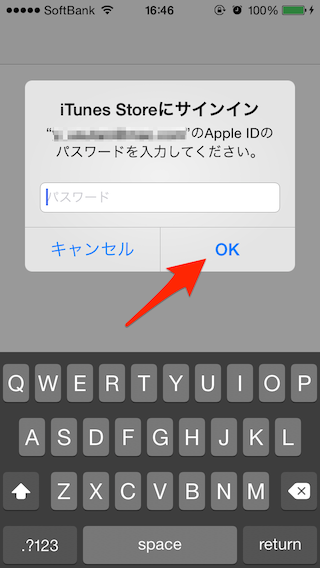 SoftBank 16:46 100%
iTunes Storeにサインイン
“ ”のApple IDの
パスワードを入力してください。
パスワード
キャンセル OK
Q W E R T Y U I O P
A S D F G H J K L
Z X C V B N M
.?123 space return